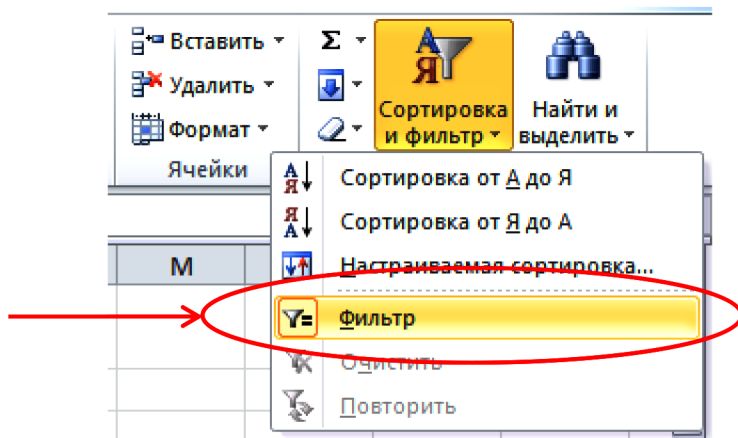 Вставить
Удалить
Формат
Ячейки
Σ
Сортировка
и фильтр
Найти и
выделить
Сортировка от А до Я
Сортировка от Я до А
Настраиваемая сортировка...
Фильтр
Очистить
Повторить
M